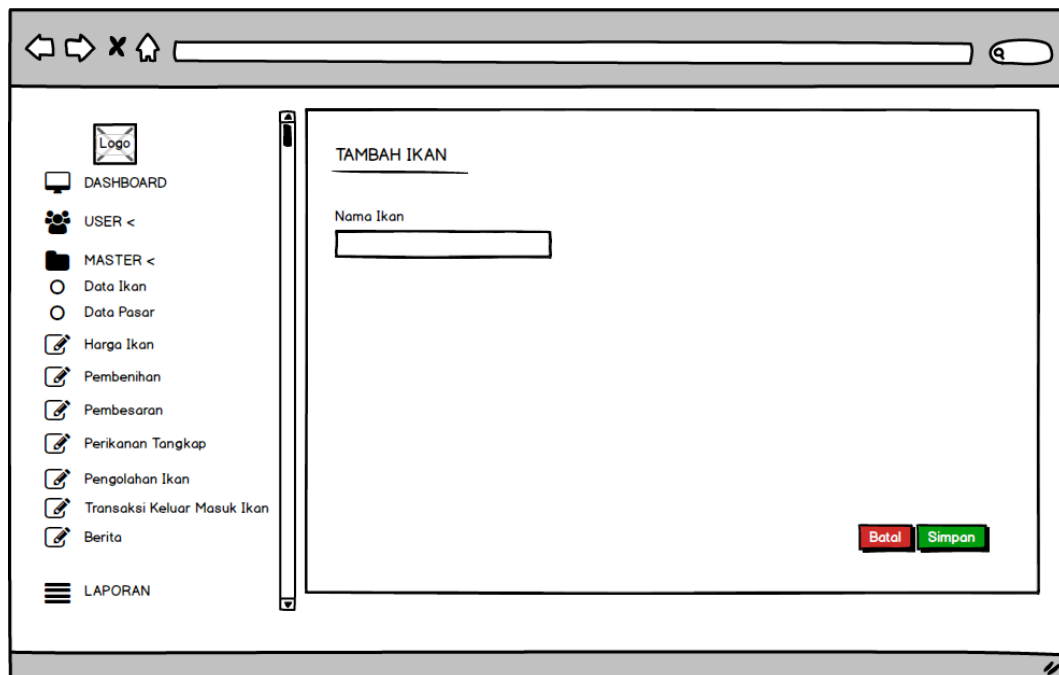 Logo
DASHBOARD
USER <
MASTER <
Data Ikan
Data Pasar
Harga Ikan
Pembenihan
Pembesaran
Perikanan Tangkap
Pengolahan Ikan
Transaksi Keluar Masuk Ikan
Berita
LAPORAN
TAMBAH IKAN
Nama Ikan
Batal Simpan